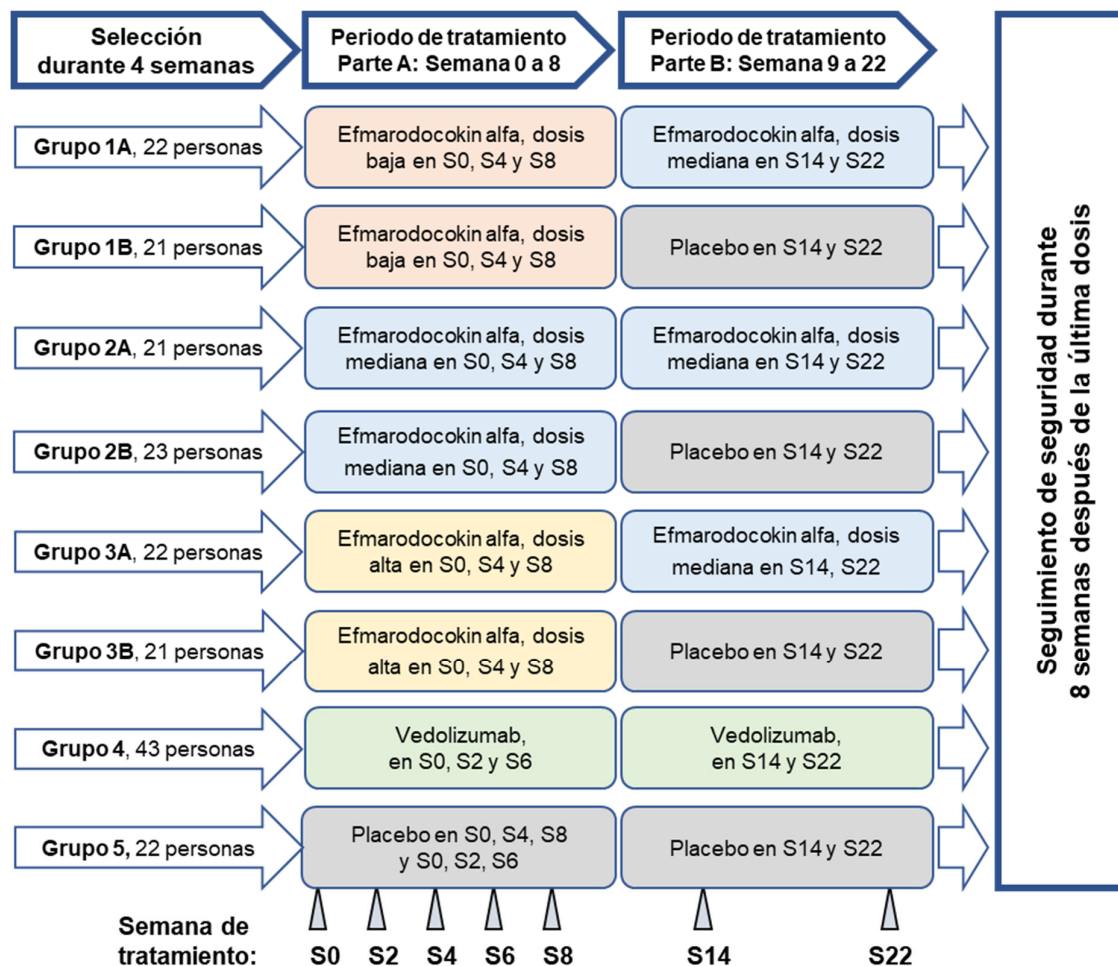 Selección
durante 4 semanas
Periodo de tratamiento
Parte A: Semana 0 a 8
Periodo de tratamiento
Parte B: Semana 9 a 22
Grupo 1A, 22 personas
Efmarodocokin alfa, dosis
baja en S0, S4 y S8
Efmarodocokin alfa, dosis
mediana en S14 y S22
Grupo 1B, 21 personas
Efmarodocokin alfa, dosis
baja en S0, S4 y S8
Placebo en S14 y S22
Grupo 2A, 21 personas
Efmarodocokin alfa, dosis
mediana en S0, S4 y S8
Efmarodocokin alfa, dosis
mediana en S14 y S22
Grupo 2B, 23 personas
Efmarodocokin alfa, dosis
mediana en S0, S4 y S8
Placebo en S14 y S22
Grupo 3A, 22 personas
Efmarodocokin alfa, dosis
alta en S0, S4 y S8
Efmarodocokin alfa, dosis
mediana en S14, S22
Grupo 3B, 21 personas
Efmarodocokin alfa, dosis
alta en S0, S4 y S8
Placebo en S14 y S22
Grupo 4, 43 personas
Vedolizumab,
en S0, S2 y S6
Vedolizumab,
en S14 y S22
Grupo 5, 22 personas
Placebo en S0, S4, S8
y S0, S2, S6
Placebo en S14 y S22
Seguimiento de seguridad durante
8 semanas después de la última dosis
Semana de
tratamiento:
S0
S2
S4
S6
S8
S14
S22